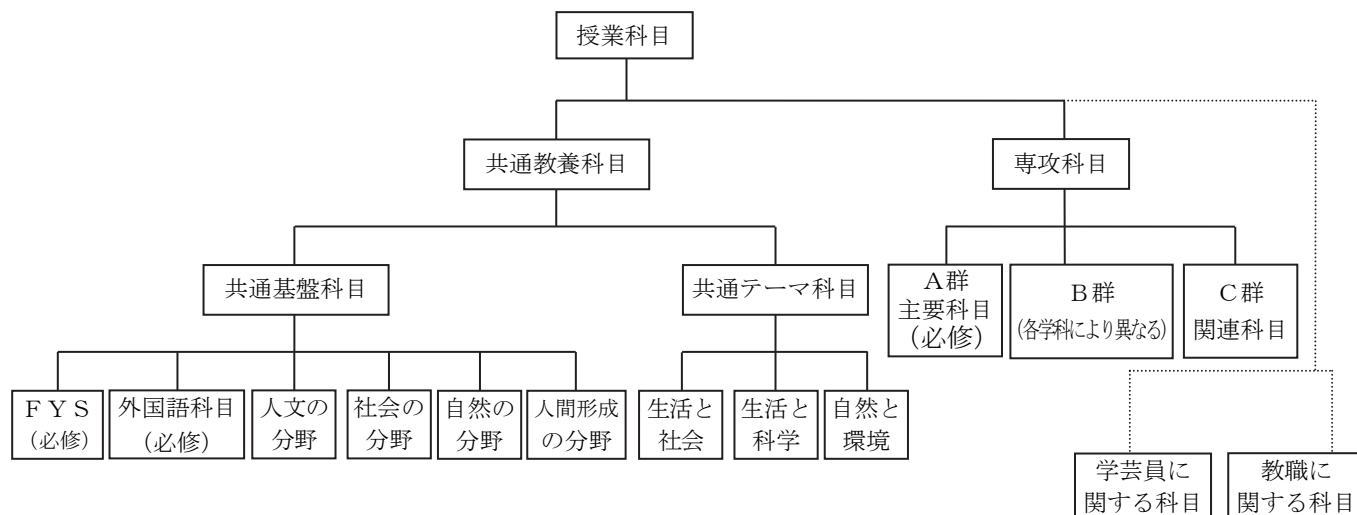 授業科目
共通教養科目
専攻科目
共通基盤科目
共通テーマ科目
Ａ群
主要科目
（必修）
Ｂ群
(各学科により異なる)
Ｃ群
関連科目
ＦＹＳ
（必修）
外国語科目
（必修）
人文の
分野
社会の
分野
自然の
分野
人間形成
の分野
生活と
社会
生活と
科学
自然と
環境
学芸員に
関する科目
教職に
関する科目